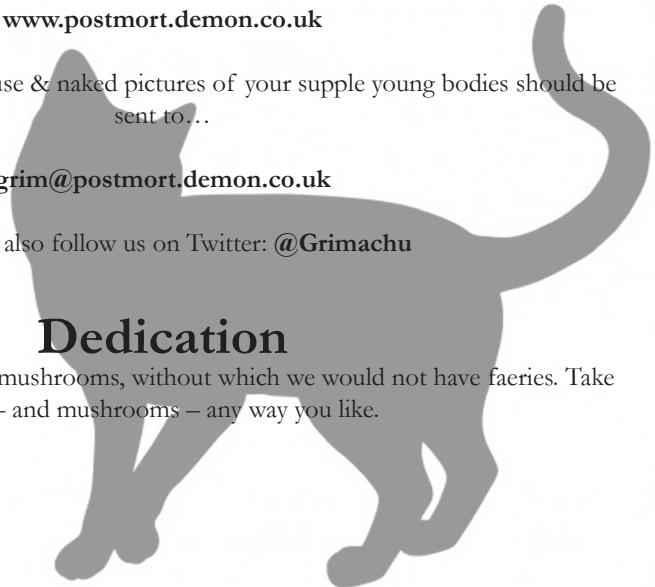 www.postmort.demon.co.uk
use & naked pictures of your supple young bodies should be
sent to…
grim@postmort.demon.co.uk
also follow us on Twitter: @Grimachu
Dedication
mushrooms, without which we would not have faeries. Take
– and mushrooms – any way you like.